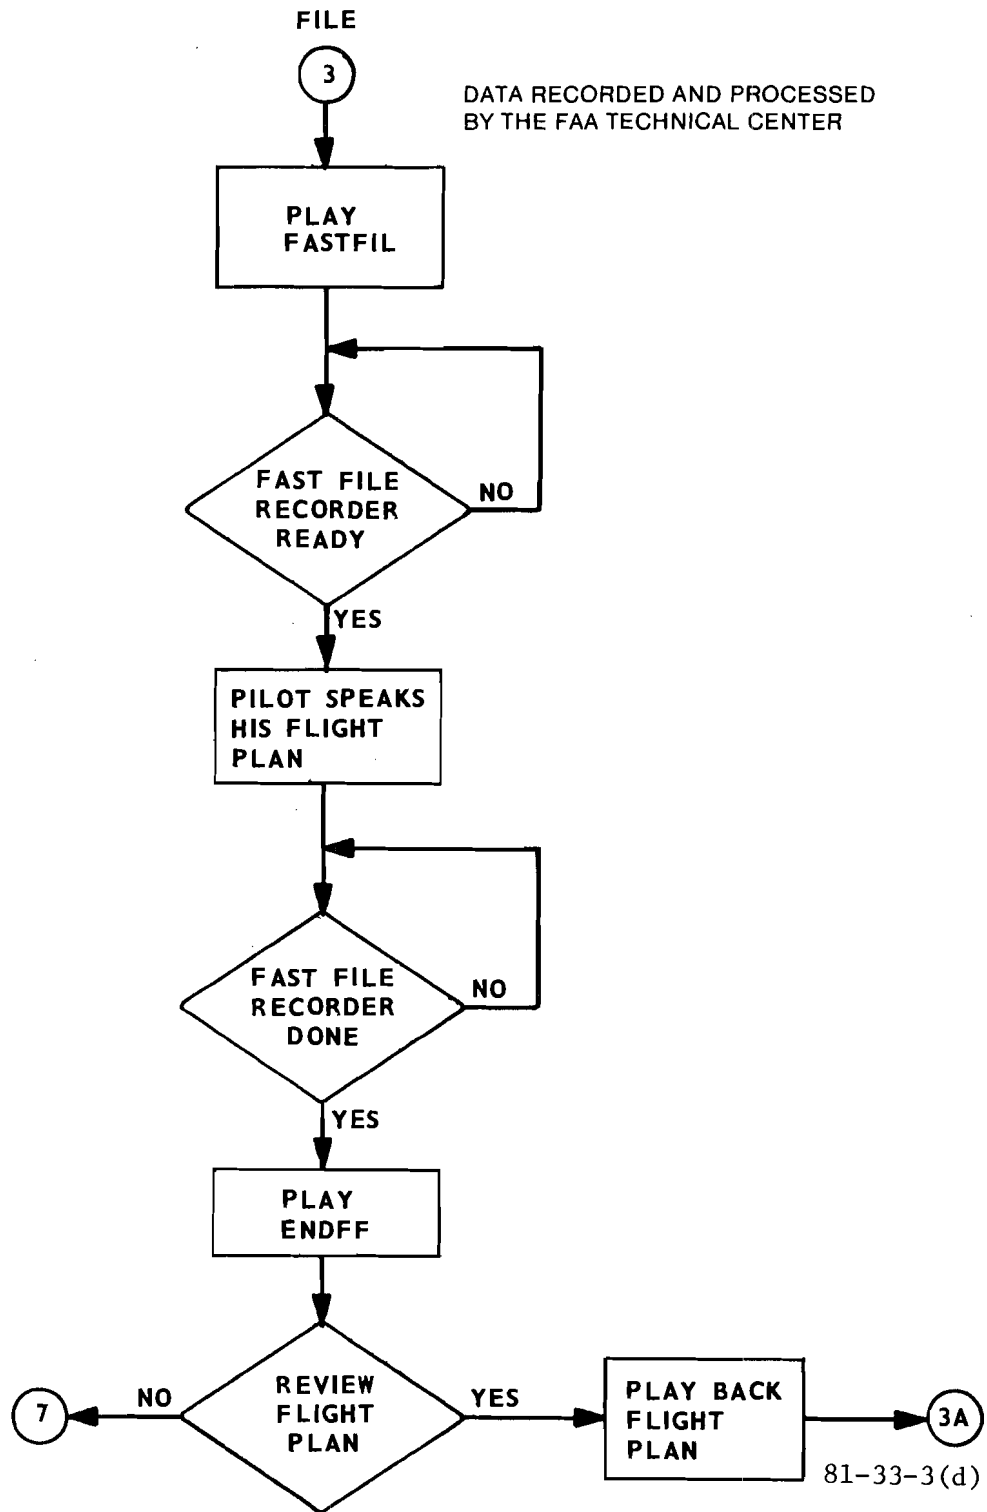 FILE
3
DATA RECORDED AND PROCESSED
BY THE FAA TECHNICAL CENTER
PLAY
FASTFIL
FAST FILE
RECORDER
READY
NO
YES
PILOT SPEAKS
HIS FLIGHT
PLAN
FAST FILE
RECORDER
DONE
NO
YES
PLAY
ENDFF
REVIEW
FLIGHT
PLAN
NO
7
YES
PLAY BACK
FLIGHT
PLAN
3A
81-33-3(d)